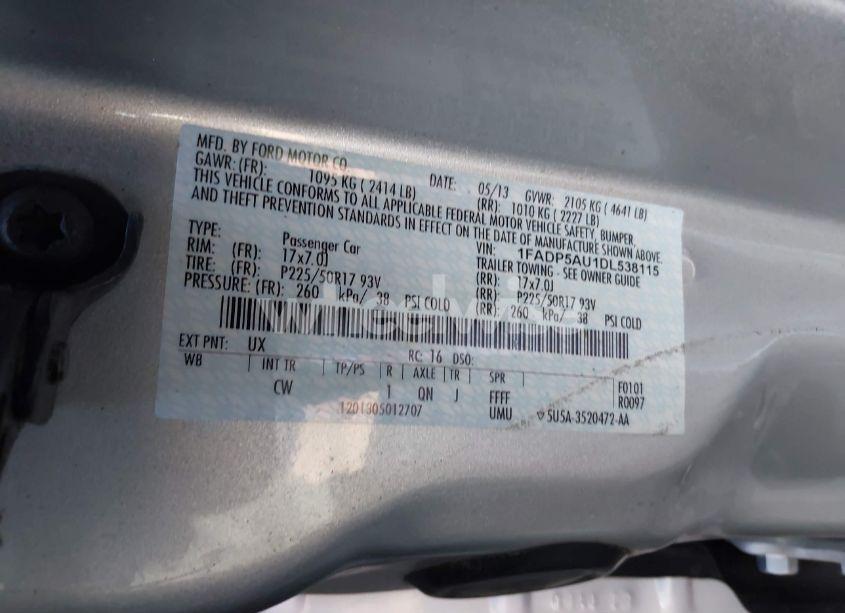 MFD. BY FORD MOTOR CO.
DATE: 05/13 GVWR: 2105 KG ( 4641 LB)
GAWR: (FR): 1095 KG ( 2414 LB) (RR): 1010 KG ( 2227 LB)
THIS VEHICLE CONFORMS TO ALL APPLICABLE FEDERAL MOTOR VEHICLE SAFETY, BUMPER,
AND THEFT PREVENTION STANDARDS IN EFFECT ON THE DATE OF MANUFACTURE SHOWN ABOVE.
VIN: 1FADP5AU1DL538115
TYPE: Passenger Car TRAILER TOWING - SEE OWNER GUIDE
RIM: (FR): 17x7.0J (RR): 17x7.0J
TIRE: (FR): P225/50R17 93V (RR): P225/50R17 93V
PRESSURE: (FR): 260 kPa/ 38 PSI COLD (RR): 260 kPa/ 38 PSI COLD
EXT PNT: UX RC: 16 DSO:
WB INT TR TP/PS R AXLE TR SPR F0101
CW 1 QN J FFFF R0097
1201305012707 UMU 5U5A-3520472-AA